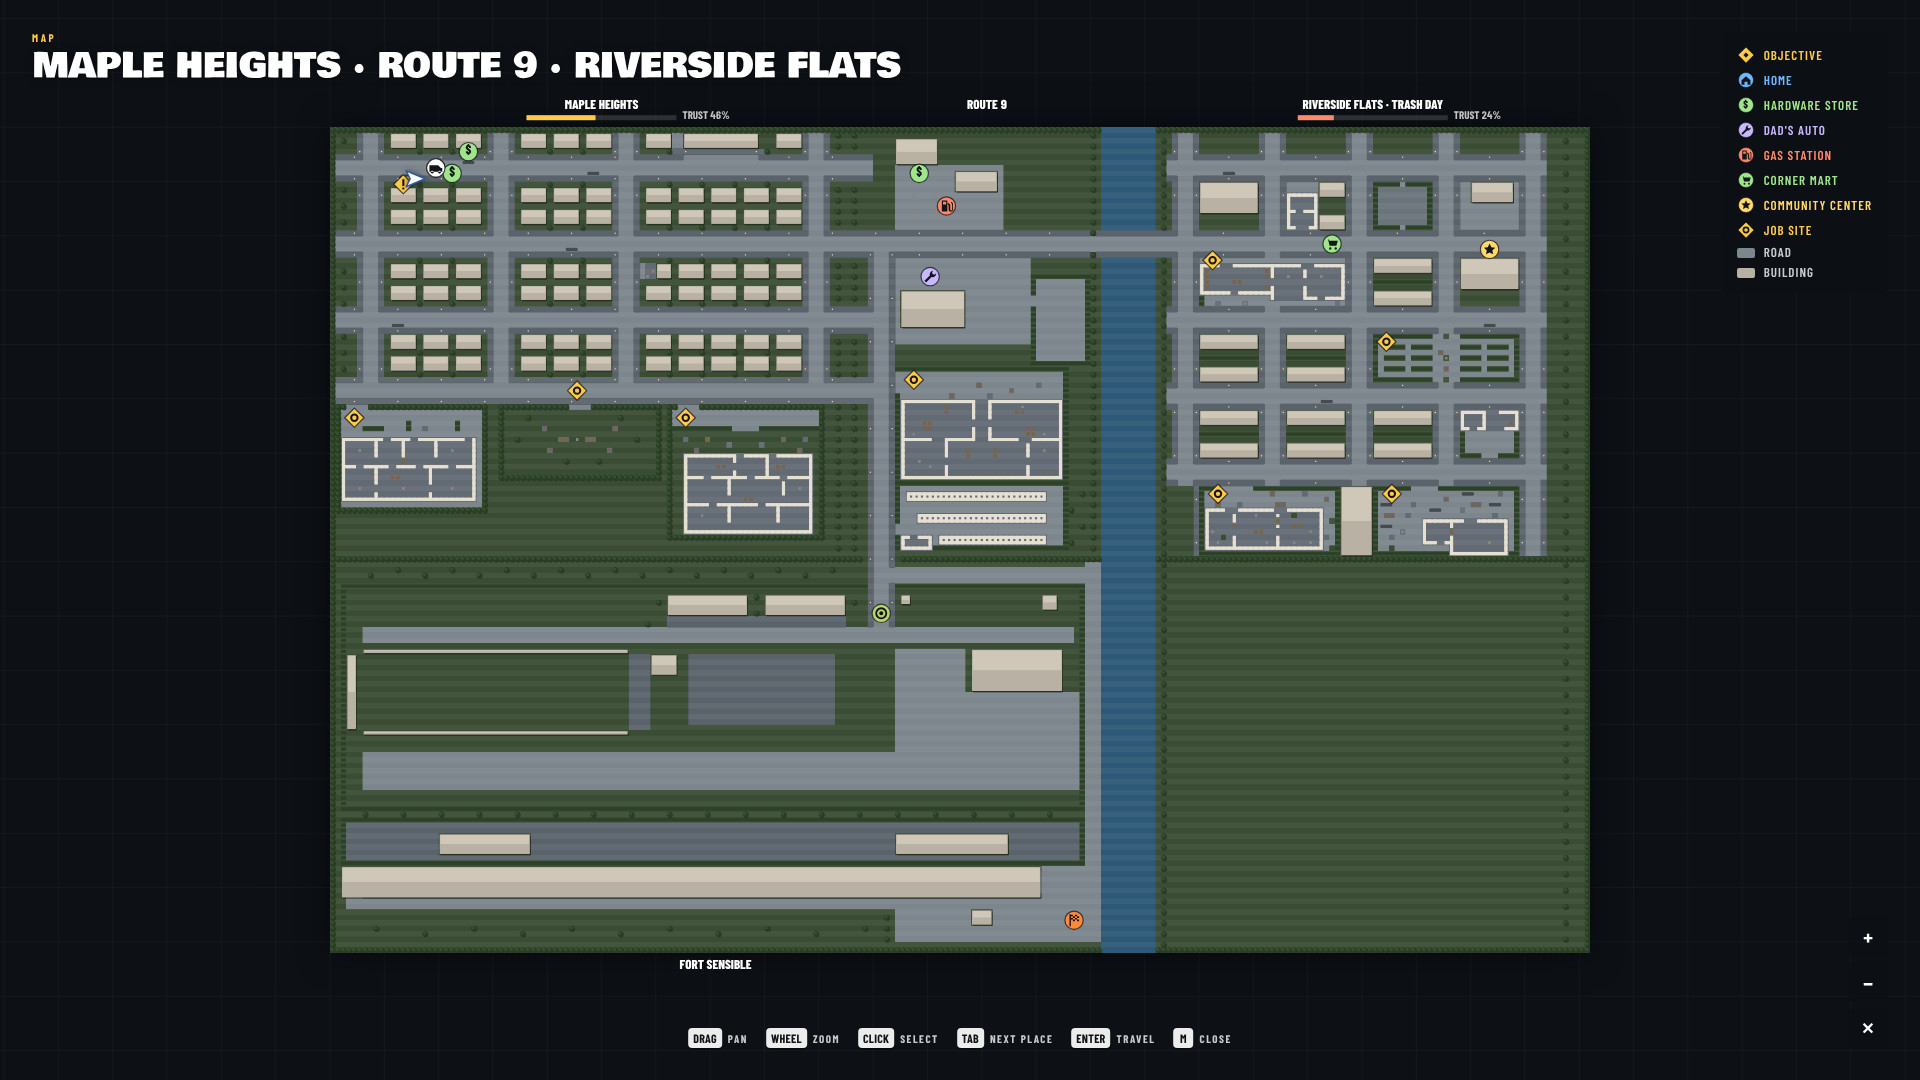 MAP
MAPLE HEIGHTS • ROUTE 9 • RIVERSIDE FLATS
MAPLE HEIGHTS
TRUST 46%
ROUTE 9
RIVERSIDE FLATS · TRASH DAY
TRUST 24%
OBJECTIVE
HOME
$ HARDWARE STORE
DAD'S AUTO
GAS STATION
CORNER MART
COMMUNITY CENTER
JOB SITE
ROAD
BUILDING
$
$
$
!
FORT SENSIBLE
+
−
×
DRAG PAN WHEEL ZOOM CLICK SELECT TAB NEXT PLACE ENTER TRAVEL M CLOSE